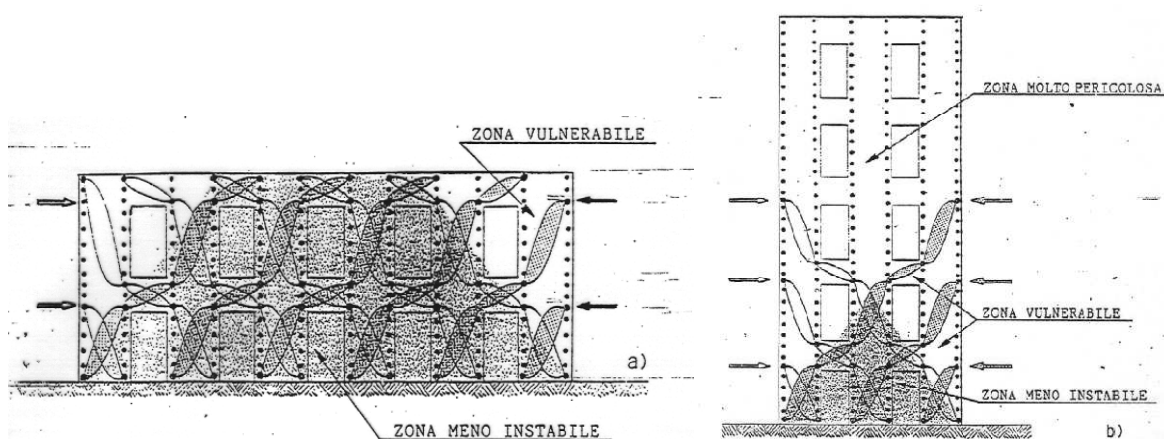 ZONA VULNERABILE
a)
ZONA MENO INSTABILE
ZONA MOLTO PERICOLOSA
ZONA VULNERABILE
ZONA MENO INSTABILE
b)